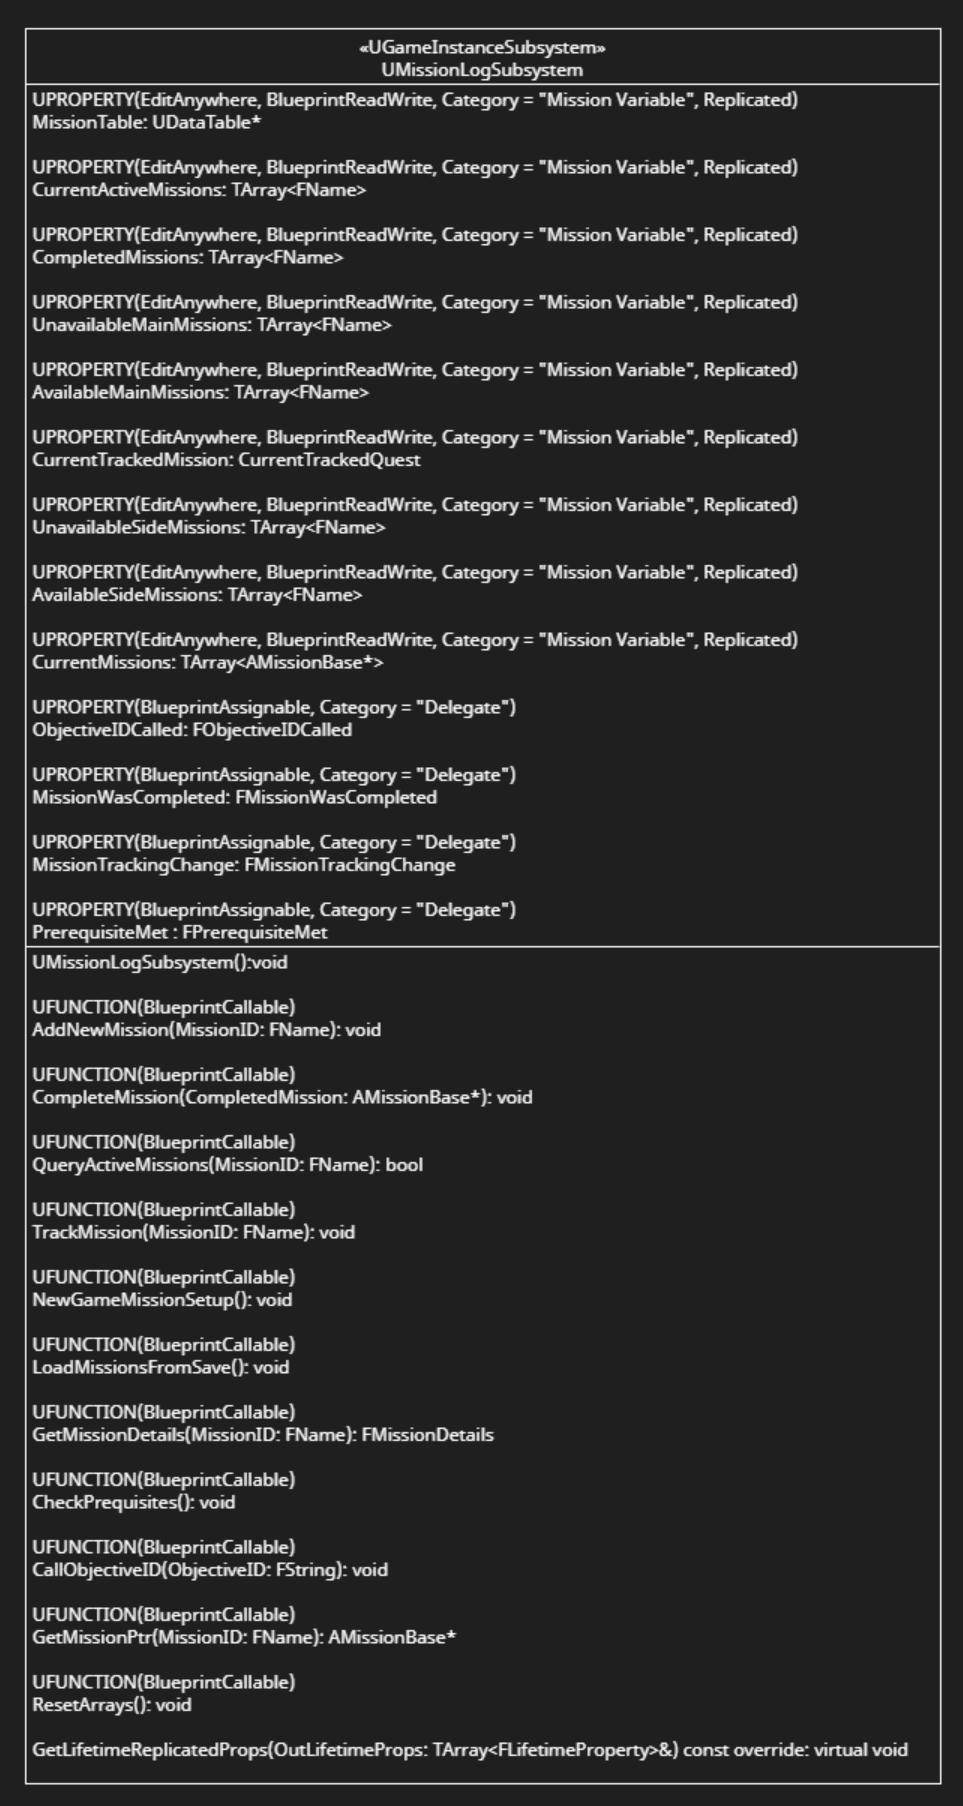 «UGameInstanceSubsystem»
UMissionLogSubsystem
UPROPERTY(EditAnywhere, BlueprintReadWrite, Category = "Mission Variable", Replicated)
MissionTable: UDataTable*
UPROPERTY(EditAnywhere, BlueprintReadWrite, Category = "Mission Variable", Replicated)
CurrentActiveMissions: TArray<FName>
UPROPERTY(EditAnywhere, BlueprintReadWrite, Category = "Mission Variable", Replicated)
CompletedMissions: TArray<FName>
UPROPERTY(EditAnywhere, BlueprintReadWrite, Category = "Mission Variable", Replicated)
UnavailableMainMissions: TArray<FName>
UPROPERTY(EditAnywhere, BlueprintReadWrite, Category = "Mission Variable", Replicated)
AvailableMainMissions: TArray<FName>
UPROPERTY(EditAnywhere, BlueprintReadWrite, Category = "Mission Variable", Replicated)
CurrentTrackedMission: CurrentTrackedQuest
UPROPERTY(EditAnywhere, BlueprintReadWrite, Category = "Mission Variable", Replicated)
UnavailableSideMissions: TArray<FName>
UPROPERTY(EditAnywhere, BlueprintReadWrite, Category = "Mission Variable", Replicated)
AvailableSideMissions: TArray<FName>
UPROPERTY(EditAnywhere, BlueprintReadWrite, Category = "Mission Variable", Replicated)
CurrentMissions: TArray<AMissionBase*>
UPROPERTY(BlueprintAssignable, Category = "Delegate")
ObjectiveIDCalled: FObjectiveIDCalled
UPROPERTY(BlueprintAssignable, Category = "Delegate")
MissionWasCompleted: FMissionWasCompleted
UPROPERTY(BlueprintAssignable, Category = "Delegate")
MissionTrackingChange: FMissionTrackingChange
UPROPERTY(BlueprintAssignable, Category = "Delegate")
PrerequisiteMet : FPrerequisiteMet
UMissionLogSubsystem():void
UFUNCTION(BlueprintCallable)
AddNewMission(MissionID: FName): void
UFUNCTION(BlueprintCallable)
CompleteMission(CompletedMission: AMissionBase*): void
UFUNCTION(BlueprintCallable)
QueryActiveMissions(MissionID: FName): bool
UFUNCTION(BlueprintCallable)
TrackMission(MissionID: FName): void
UFUNCTION(BlueprintCallable)
NewGameMissionSetup(): void
UFUNCTION(BlueprintCallable)
LoadMissionsFromSave(): void
UFUNCTION(BlueprintCallable)
GetMissionDetails(MissionID: FName): FMissionDetails
UFUNCTION(BlueprintCallable)
CheckPrequisites(): void
UFUNCTION(BlueprintCallable)
CallObjectiveID(ObjectiveID: FString): void
UFUNCTION(BlueprintCallable)
GetMissionPtr(MissionID: FName): AMissionBase*
UFUNCTION(BlueprintCallable)
ResetArrays(): void
GetLifetimeReplicatedProps(OutLifetimeProps: TArray<FLifetimeProperty>&) const override: virtual void